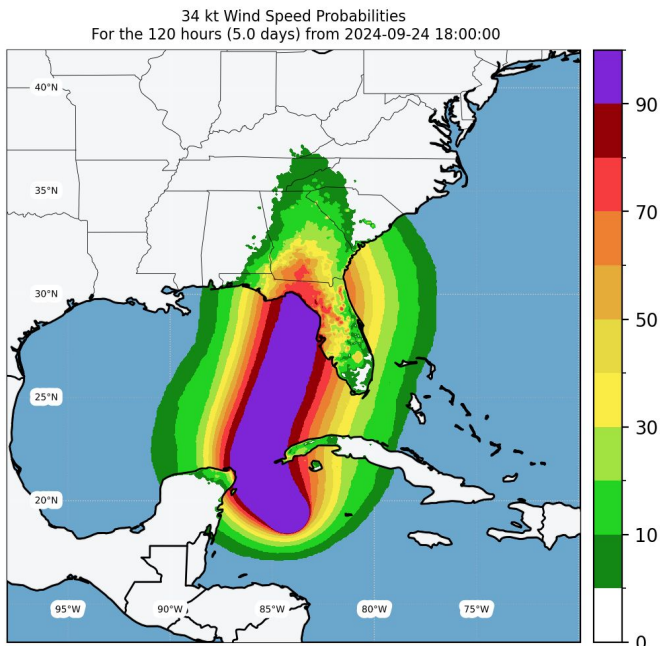 34 kt Wind Speed Probabilities
For the 120 hours (5.0 days) from 2024-09-24 18:00:00
40°N
35°N
30°N
25°N
20°N
95°W
90°W
85°W
80°W
75°W
90
70
50
30
10
0